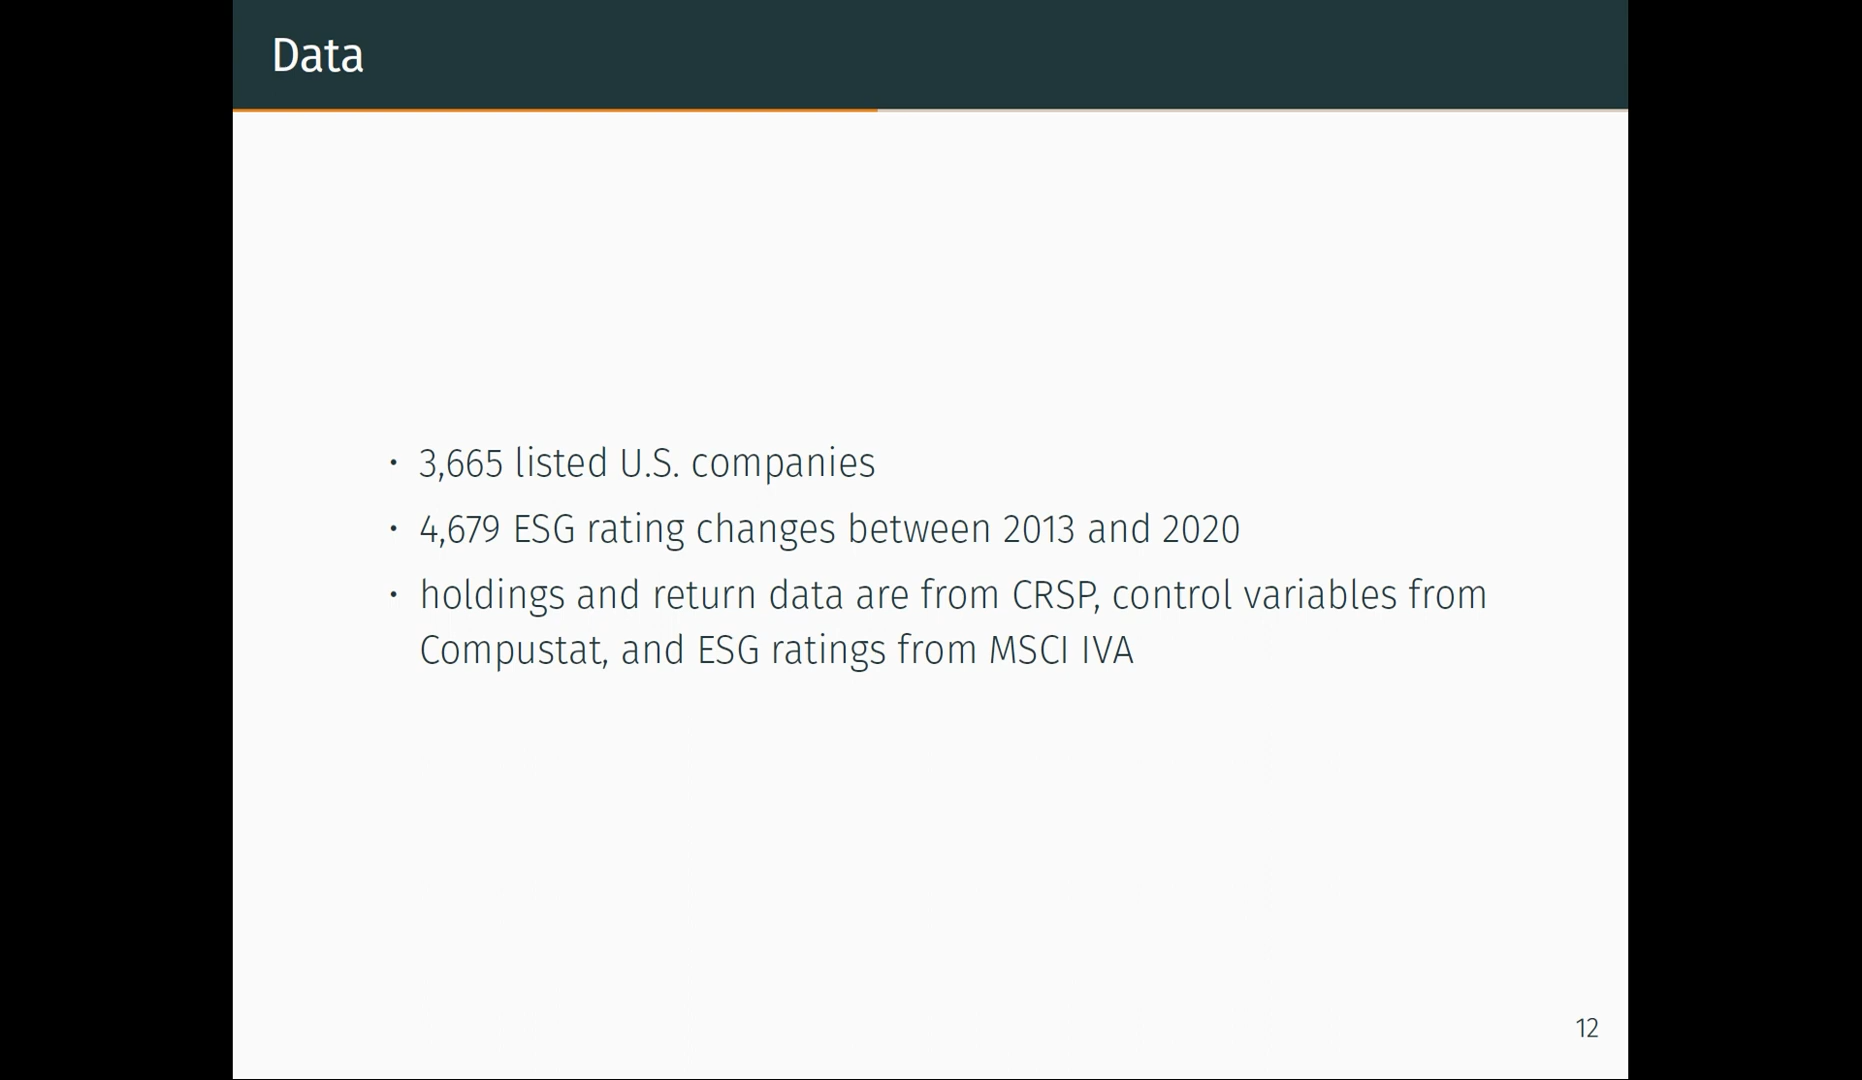 Data
· 3,665 listed U.S. companies
· 4,679 ESG rating changes between 2013 and 2020
· holdings and return data are from CRSP, control variables from
Compustat, and ESG ratings from MSCI IVA
12